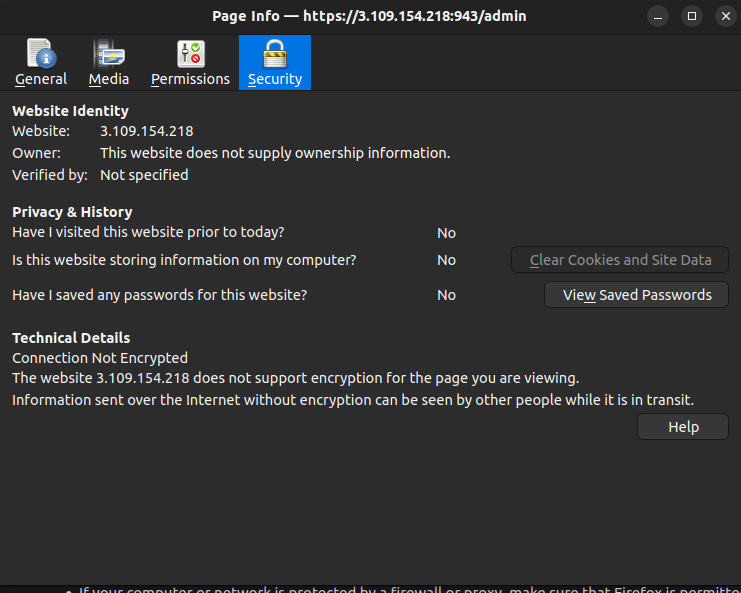 Page Info — https://3.109.154.218:943/admin
General Media Permissions Security
Website Identity
Website: 3.109.154.218
Owner: This website does not supply ownership information.
Verified by: Not specified
Privacy & History
Have I visited this website prior to today? No
Is this website storing information on my computer? No Clear Cookies and Site Data
Have I saved any passwords for this website? No View Saved Passwords
Technical Details
Connection Not Encrypted
The website 3.109.154.218 does not support encryption for the page you are viewing.
Information sent over the Internet without encryption can be seen by other people while it is in transit.
Help
• If your computer or network is protected by a firewall or proxy, make sure that Firefox is permitte